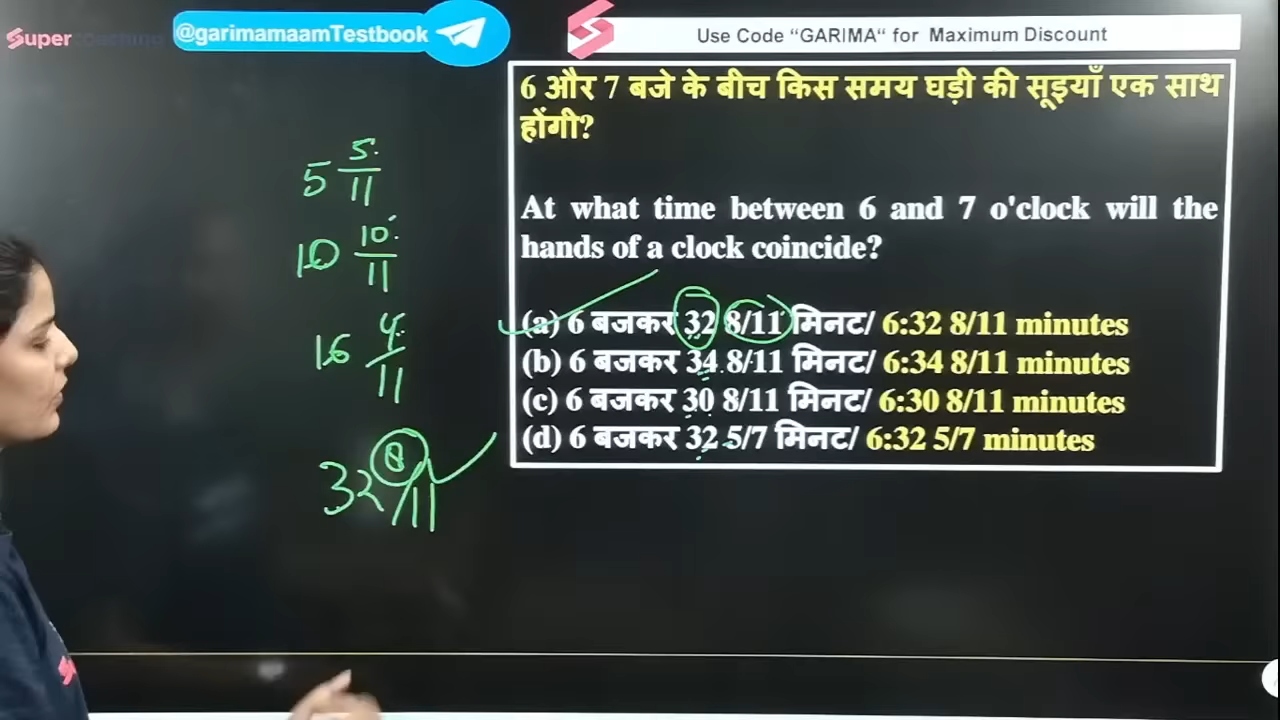 Supercoaching
@garimamaamTestbook
Use Code “GARIMA“ for Maximum Discount
6 और 7 बजे के बीच किस समय घड़ी की सूइयाँ एक साथ
होंगी?
At what time between 6 and 7 o'clock will the
hands of a clock coincide?
(a) 6 बजकर 32 8/11 मिनट/ 6:32 8/11 minutes
(b) 6 बजकर 34 8/11 मिनट/ 6:34 8/11 minutes
(c) 6 बजकर 30 8/11 मिनट/ 6:30 8/11 minutes
(d) 6 बजकर 32 5/7 मिनट/ 6:32 5/7 minutes
5 5/11
10 10/11
16 4/11
32 8/11